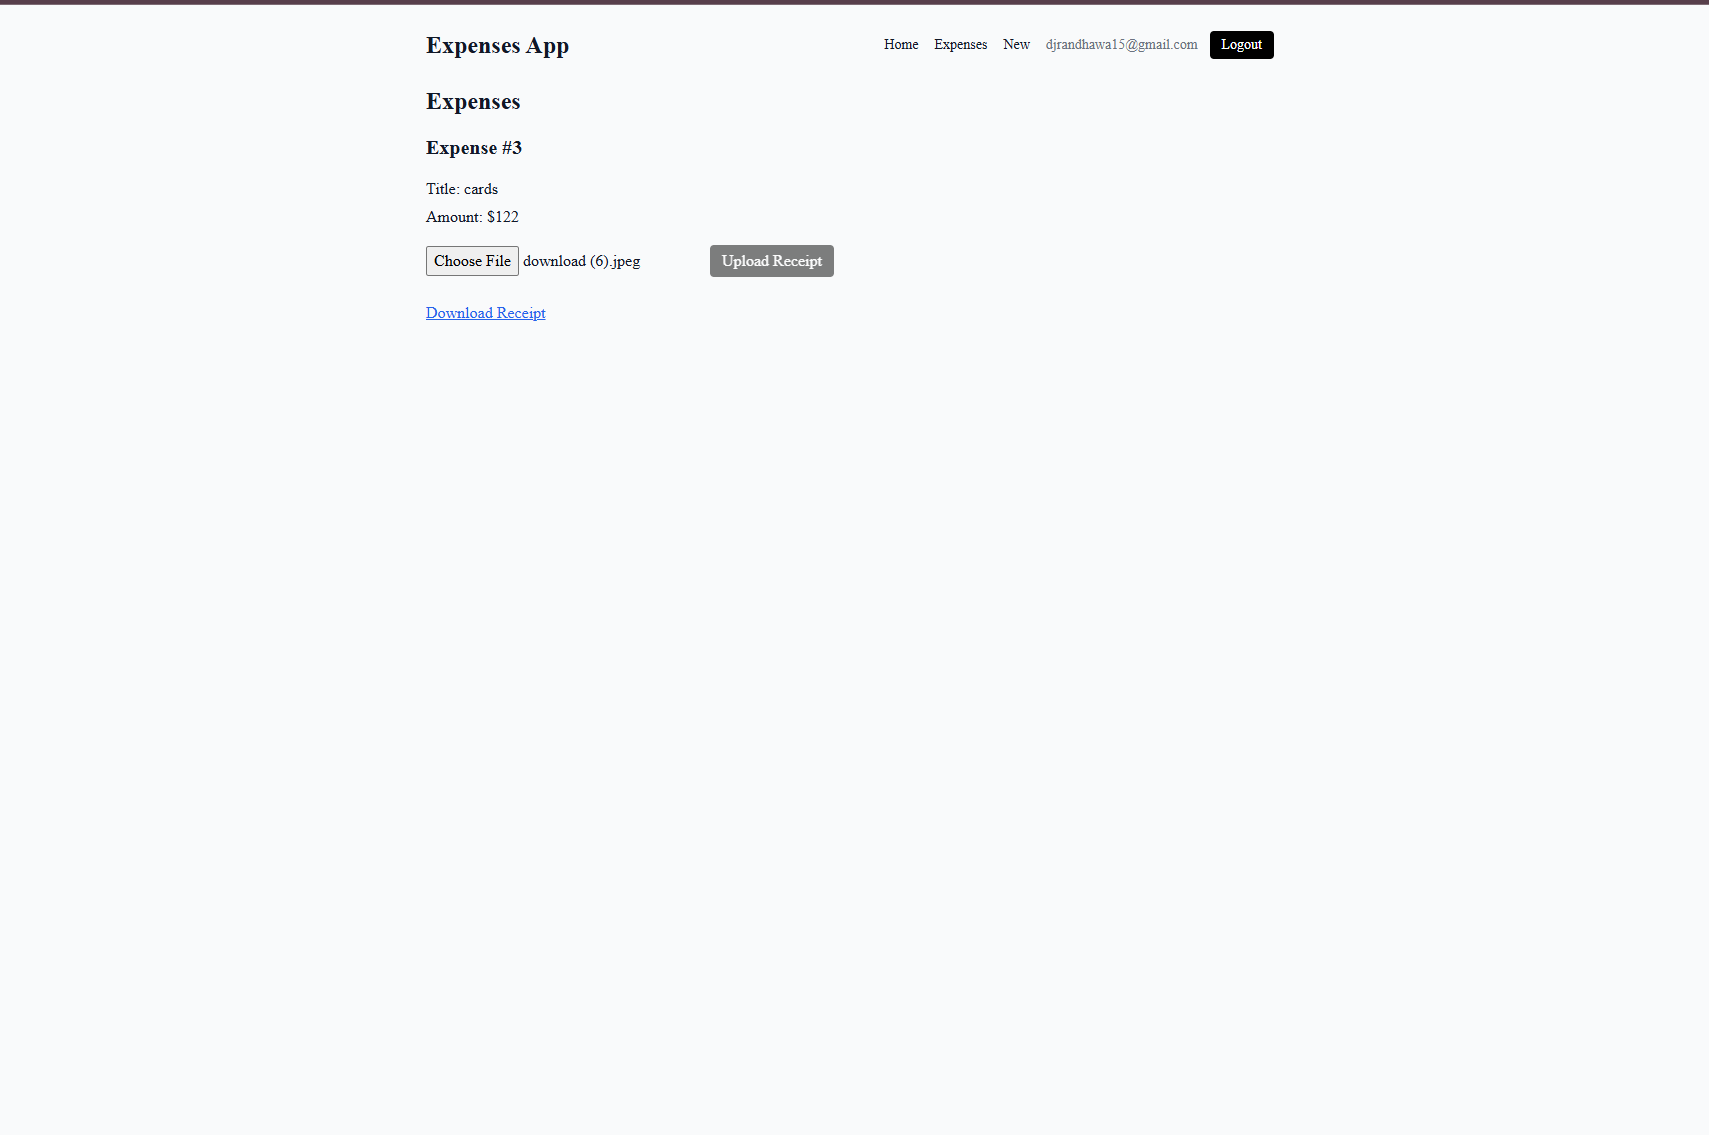 Expenses App Home Expenses New djrandhawa15@gmail.com Logout
Expenses
Expense #3
Title: cards
Amount: $122
Choose File download (6).jpeg Upload Receipt
Download Receipt